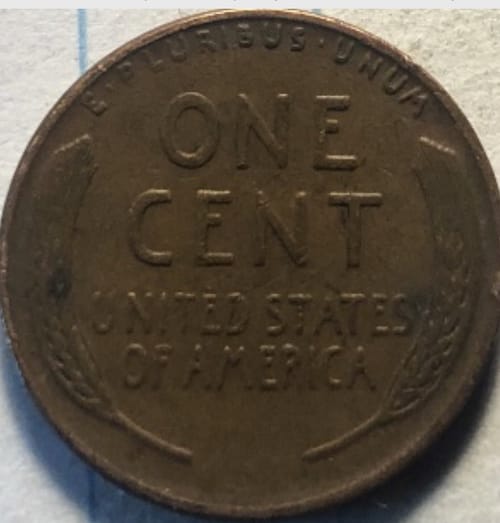 E·PLURIBUS·UNUM
ONE
CENT
UNITED STATES
OF AMERICA